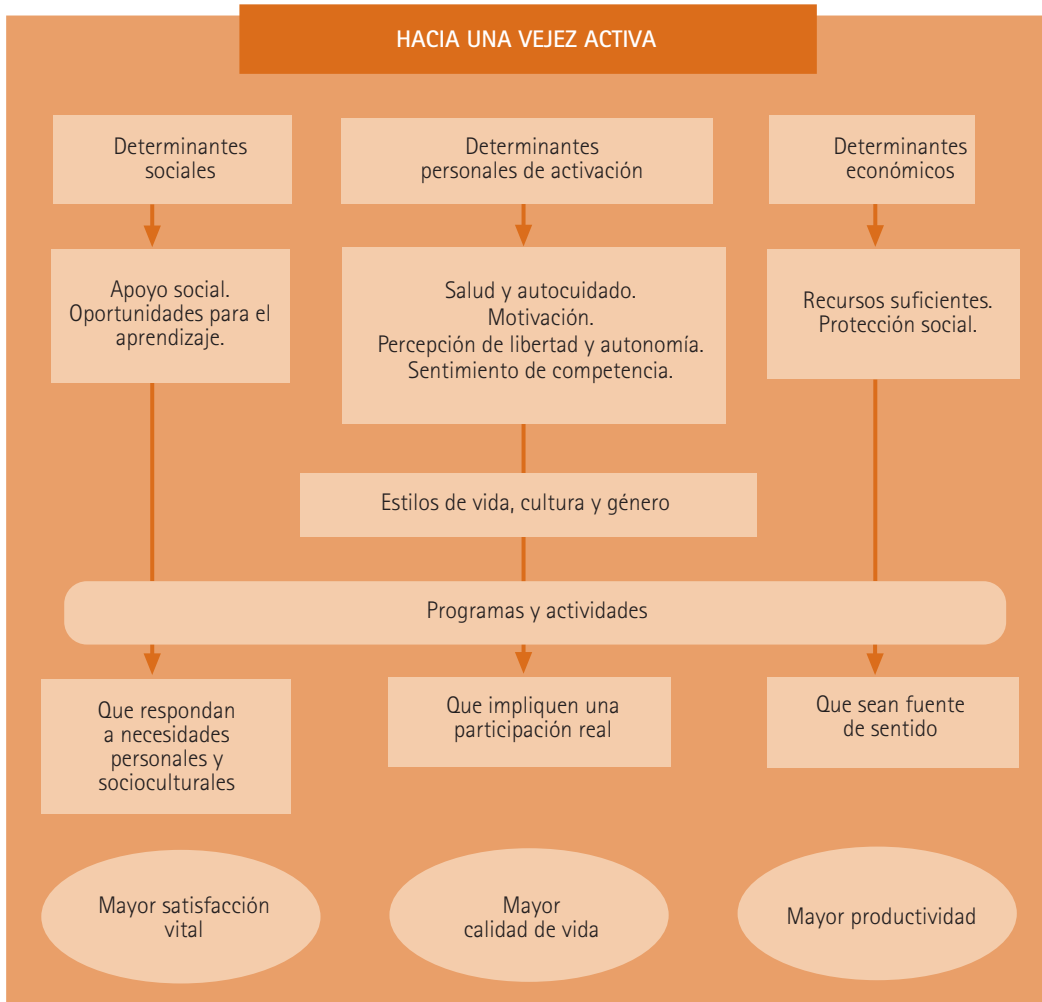 HACIA UNA VEJEZ ACTIVA
Determinantes
sociales
Determinantes
personales de activación
Determinantes
económicos
Apoyo social.
Oportunidades para el
aprendizaje.
Salud y autocuidado.
Motivación.
Percepción de libertad y autonomía.
Sentimiento de competencia.
Recursos suficientes.
Protección social.
Estilos de vida, cultura y género
Programas y actividades
Que respondan
a necesidades
personales y
socioculturales
Que impliquen una
participación real
Que sean fuente
de sentido
Mayor satisfacción
vital
Mayor
calidad de vida
Mayor productividad